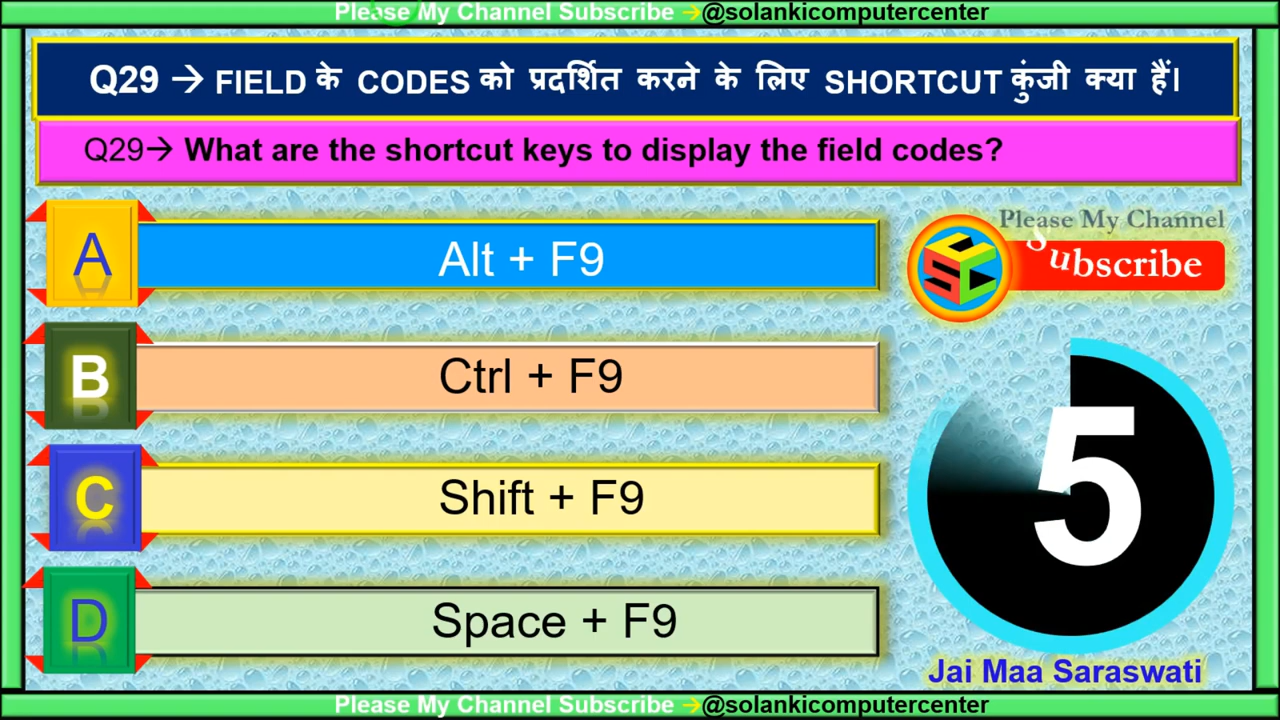 Please My Channel Subscribe → @solankicomputercenter
Q29 → FIELD के CODES को प्रदर्शित करने के लिए SHORTCUT कुंजी क्या हैं।
Q29→ What are the shortcut keys to display the field codes?
A Alt + F9
B Ctrl + F9
C Shift + F9
D Space + F9
Please My Channel
Subscribe
CSC
5
Jai Maa Saraswati
Please My Channel Subscribe → @solankicomputercenter